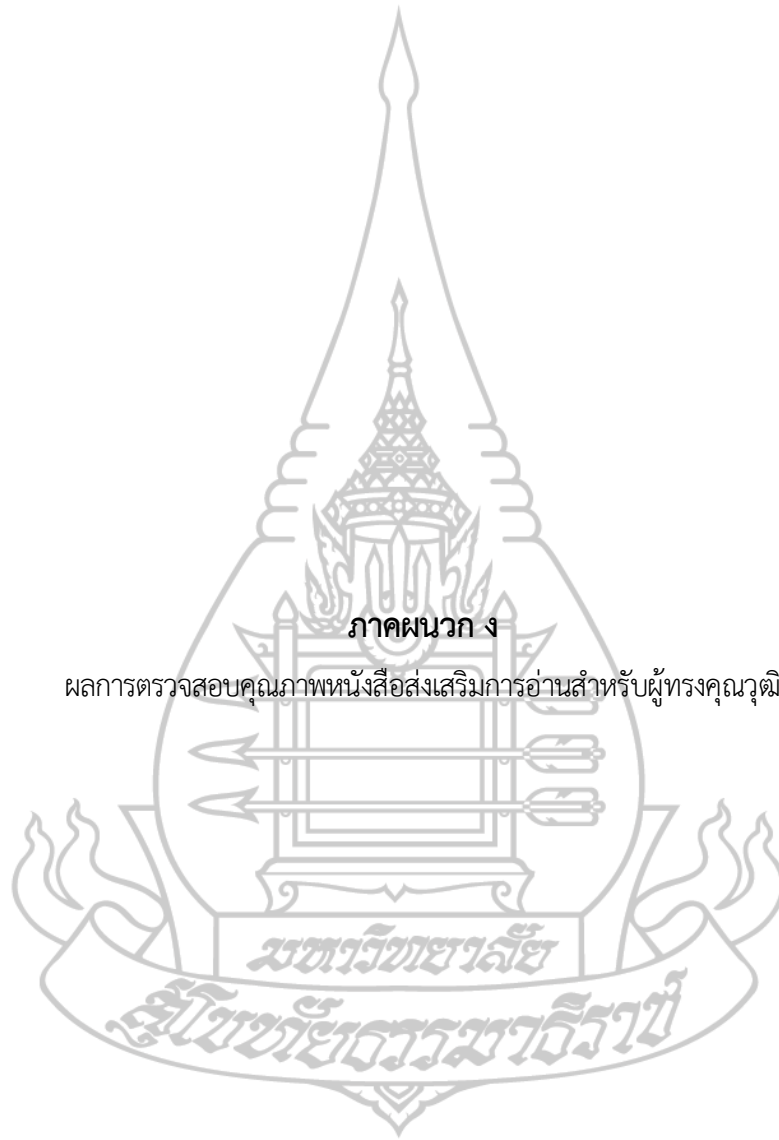 ภาคผนวก ง
ผลการตรวจสอบคุณภาพหนังสือส่งเสริมการอ่านสำหรับผู้ทรงคุณวุฒิ
มหาวิทยาลัย
สุโขทัยธรรมาธิราช